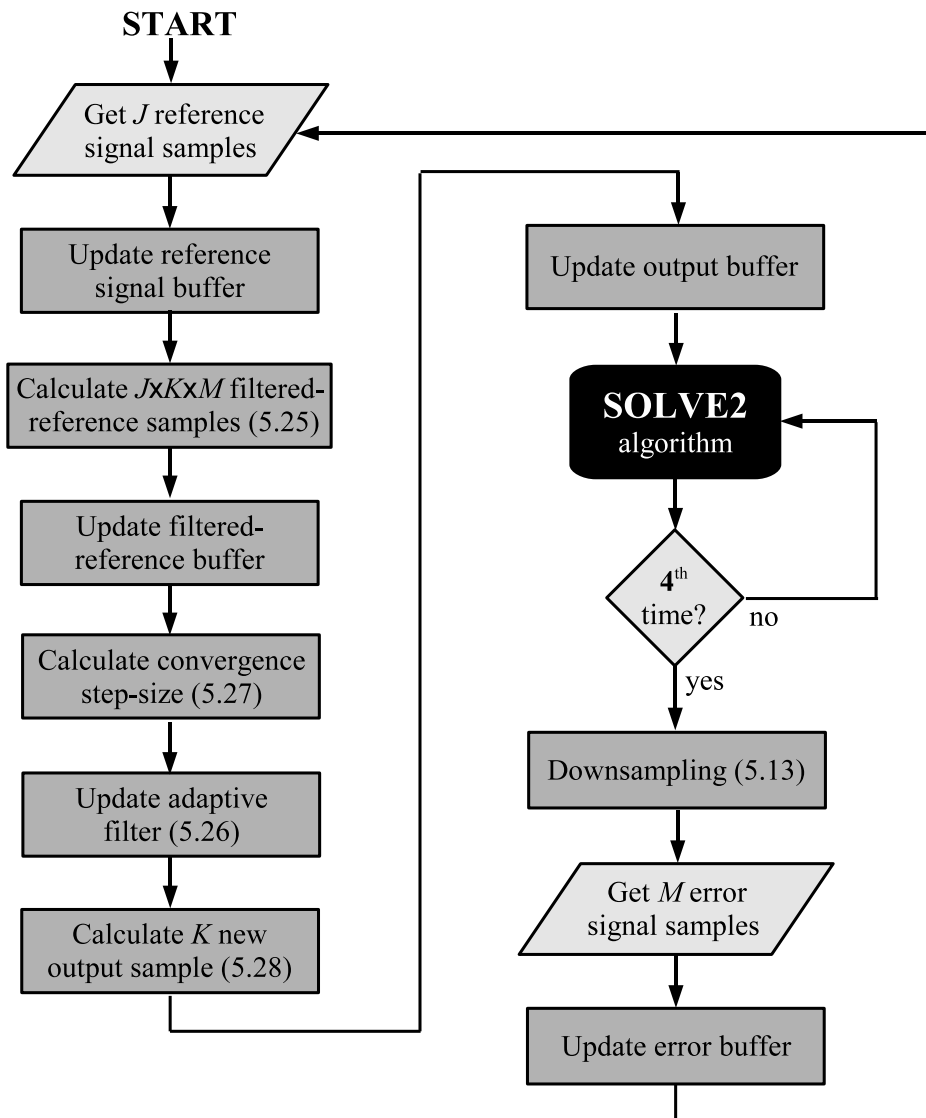 START
Get J reference
signal samples
Update reference
signal buffer
Calculate JxKxM filtered-
reference samples (5.25)
Update filtered-
reference buffer
Calculate convergence
step-size (5.27)
Update adaptive
filter (5.26)
Calculate K new
output sample (5.28)
Update output buffer
SOLVE2
algorithm
4th
time?
no
yes
Downsampling (5.13)
Get M error
signal samples
Update error buffer